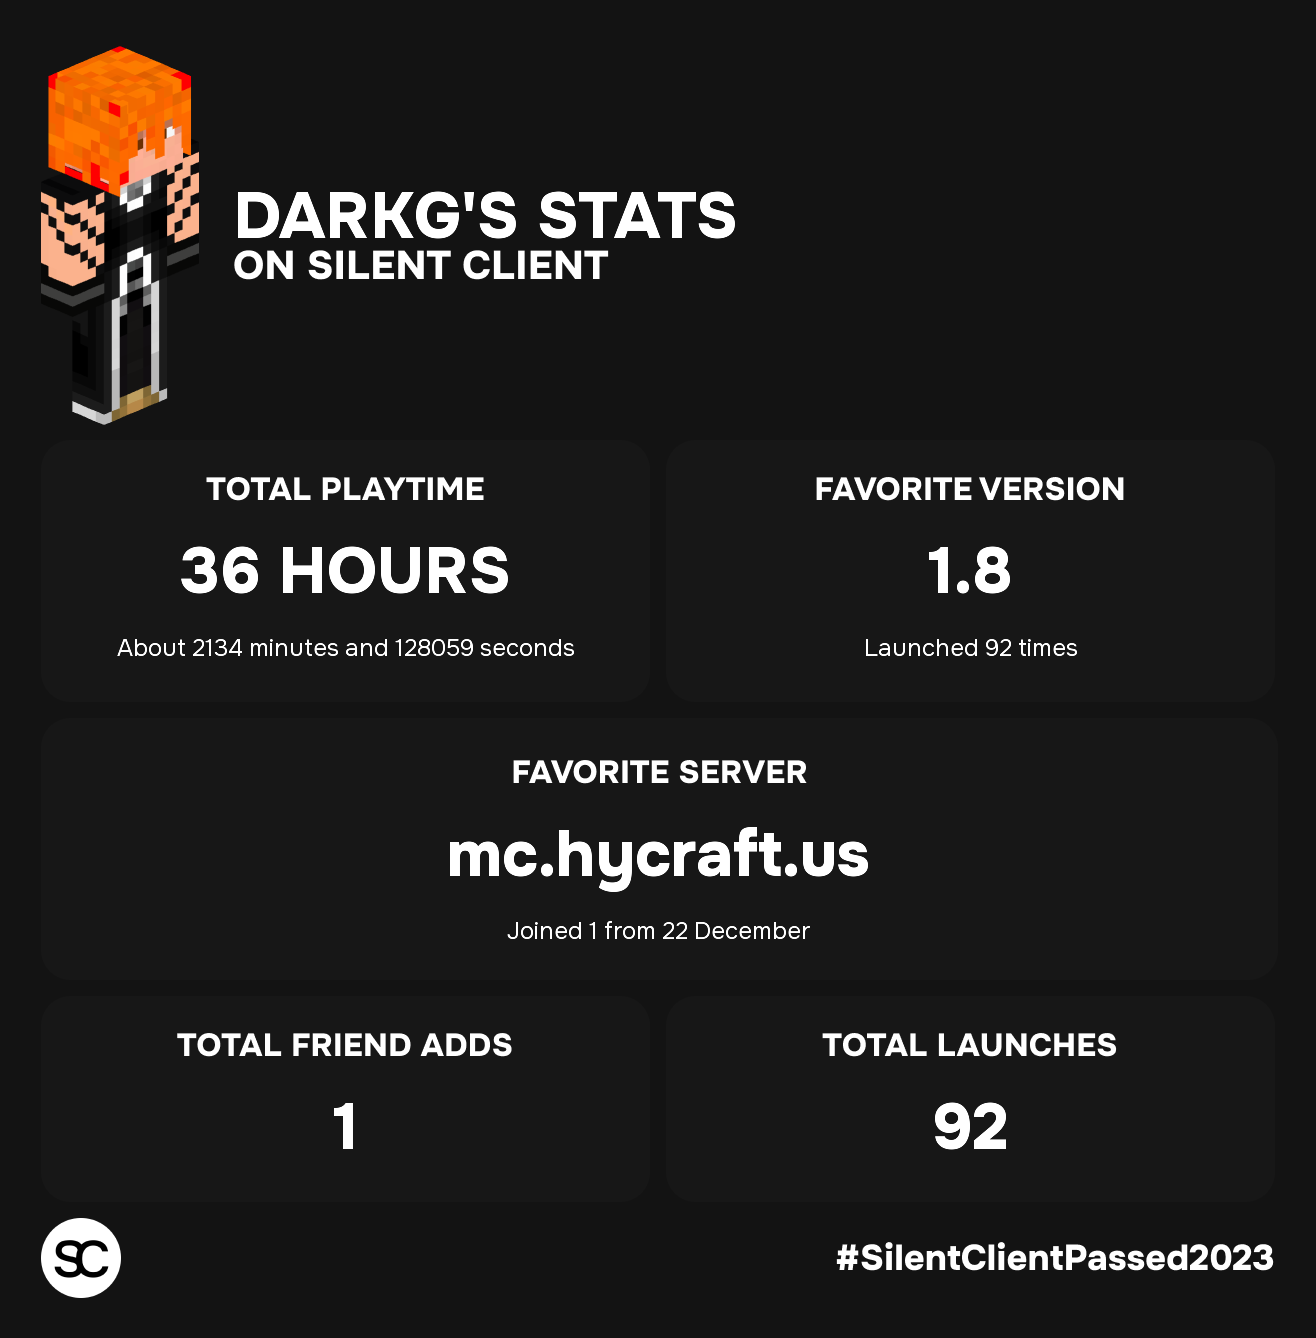 DARKG'S STATS
ON SILENT CLIENT
TOTAL PLAYTIME
36 HOURS
About 2134 minutes and 128059 seconds
FAVORITE VERSION
1.8
Launched 92 times
FAVORITE SERVER
mc.hycraft.us
Joined 1 from 22 December
TOTAL FRIEND ADDS
1
TOTAL LAUNCHES
92
SC
#SilentClientPassed2023